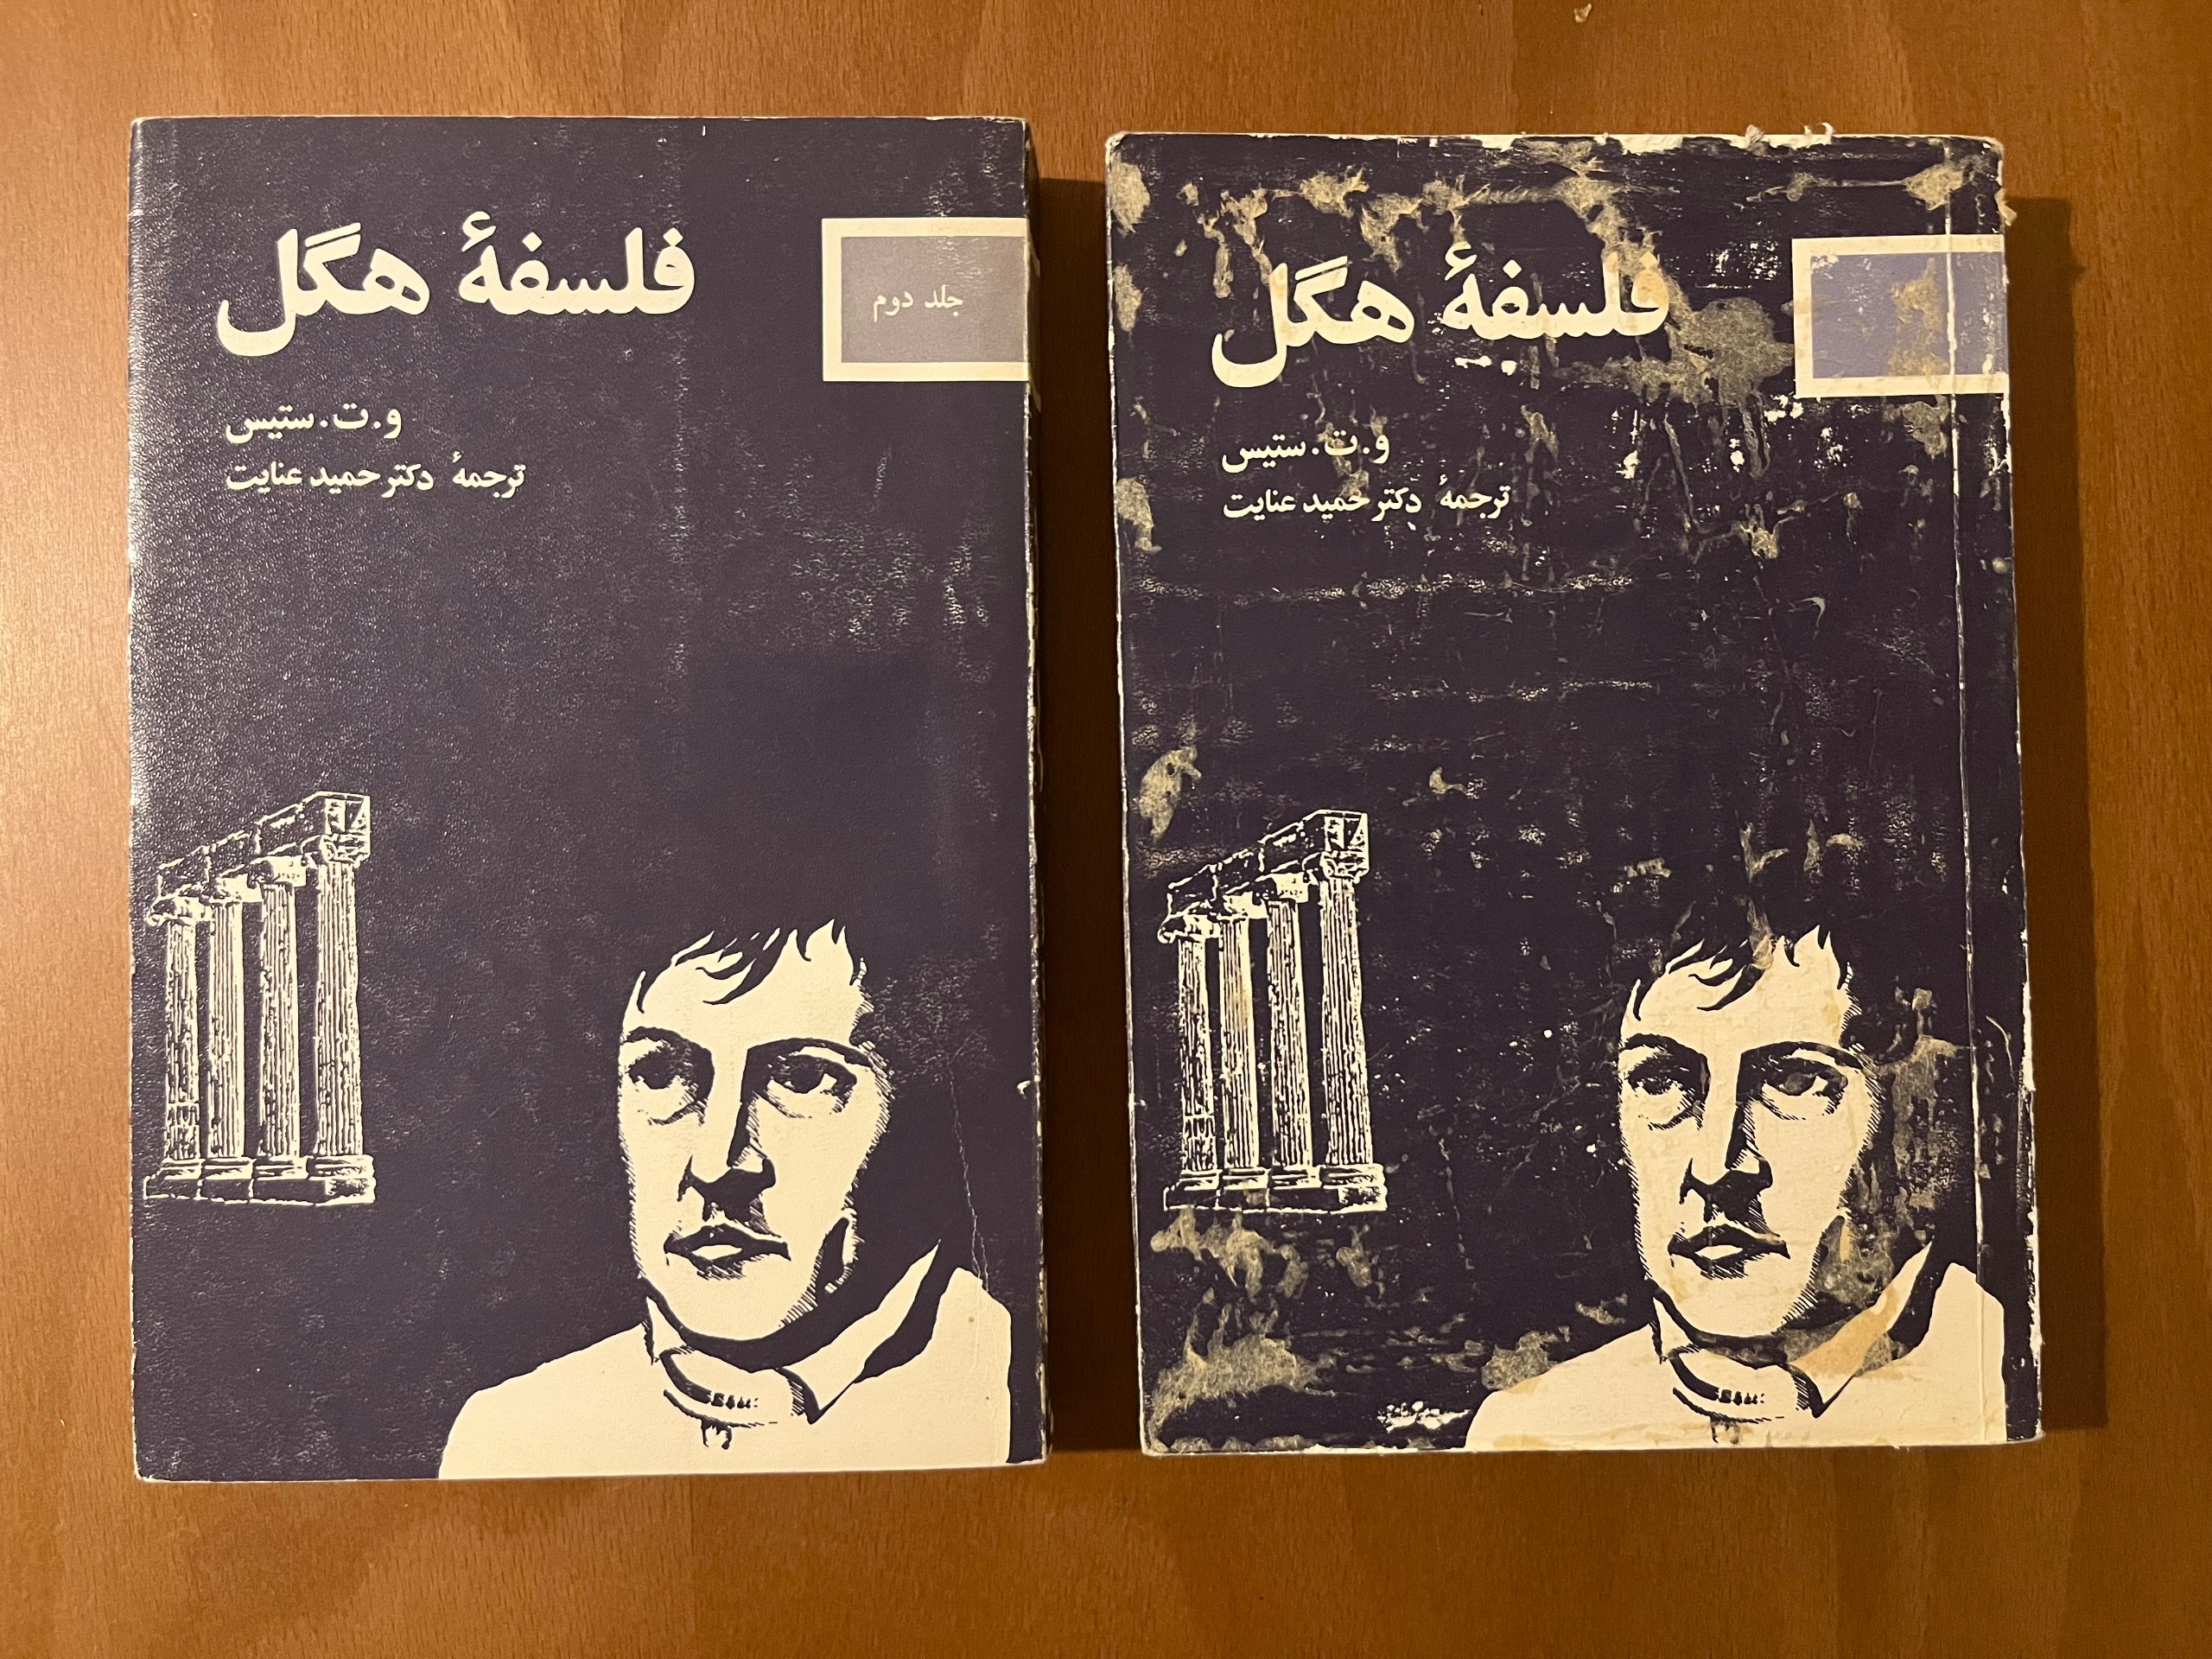 فلسفهٔ هگل
جلد دوم
و. ت. ستیس
ترجمهٔ دکتر حمید عنایت
فلسفهٔ هگل
و. ت. ستیس
ترجمهٔ دکتر حمید عنایت